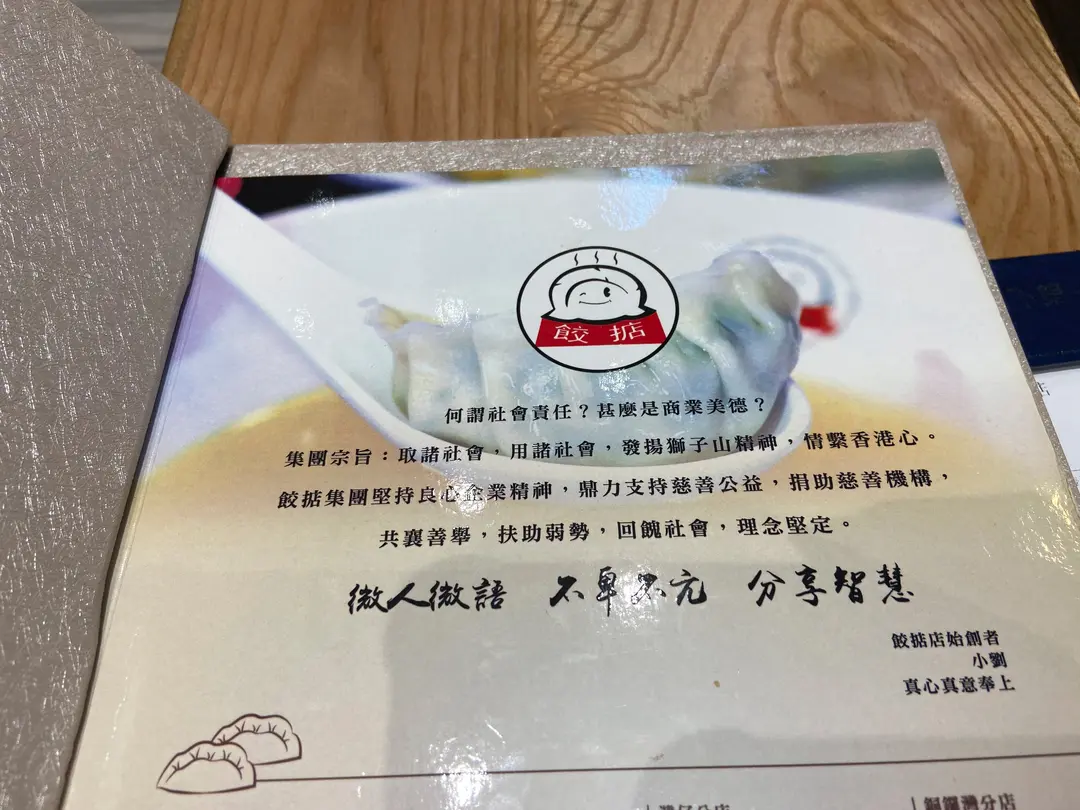 餃掂
何謂社會責任？甚麼是商業美德？
集團宗旨：取諸社會，用諸社會，發揚獅子山精神，情繫香港心。
餃掂集團堅持良心企業精神，鼎力支持慈善公益，捐助慈善機構，
共襄善舉，扶助弱勢，回餽社會，理念堅定。
微人微語 不卑不亢 分享智慧
餃掂店始創者
小劉
真心真意奉上
灣仔分店 銅鑼灣分店